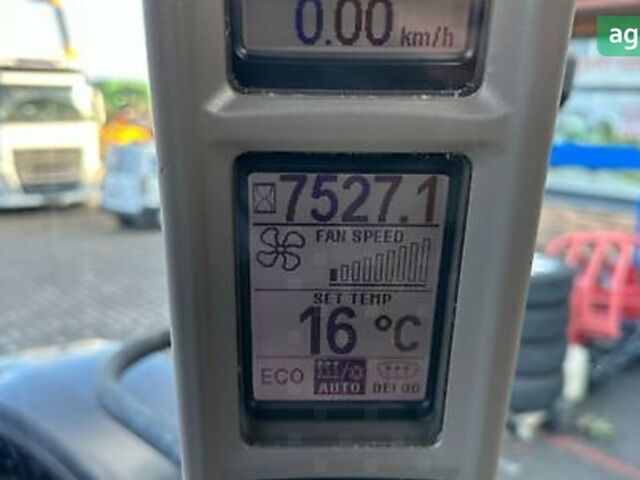 0.00 km/h
ag
7527.1
FAN SPEED
SET TEMP
16 °C
ECO AUTO DEFOG